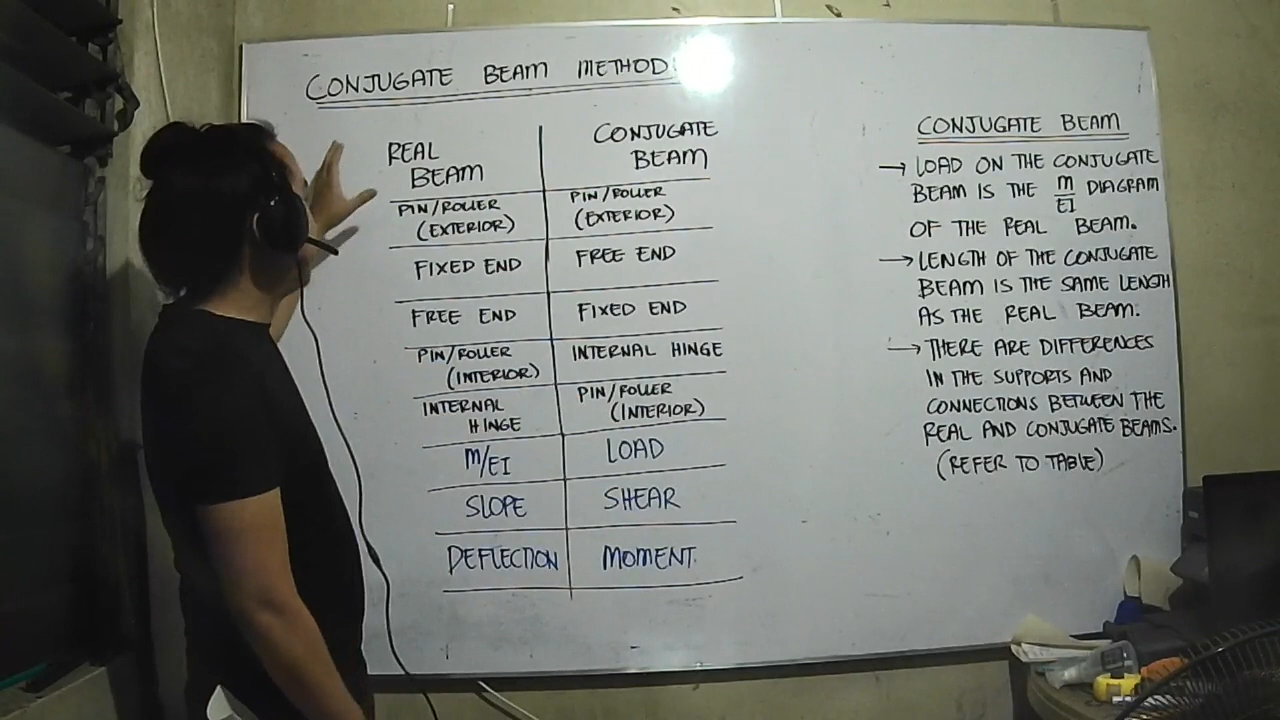 CONJUGATE BEAM METHOD:
REAL BEAM
CONJUGATE BEAM
PIN/ROLLER (EXTERIOR)
PIN/ROLLER (EXTERIOR)
FIXED END
FREE END
FREE END
FIXED END
PIN/ROLLER (INTERIOR)
INTERNAL HINGE
INTERNAL HINGE
PIN/ROLLER (INTERIOR)
M/EI
LOAD
SLOPE
SHEAR
DEFLECTION
MOMENT
CONJUGATE BEAM
→ LOAD ON THE CONJUGATE
BEAM IS THE M/EI DIAGRAM
OF THE REAL BEAM.
→ LENGTH OF THE CONJUGATE
BEAM IS THE SAME LENGTH
AS THE REAL BEAM.
→ THERE ARE DIFFERENCES
IN THE SUPPORTS AND
CONNECTIONS BETWEEN THE
REAL AND CONJUGATE BEAMS.
(REFER TO TABLE)